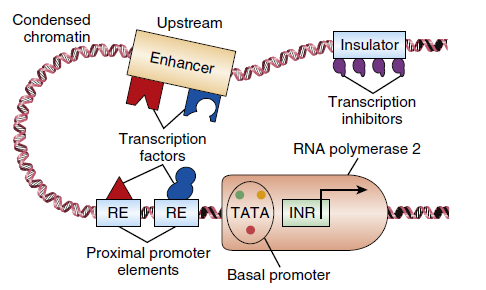 Condensed
chromatin
Upstream
Enhancer
Insulator
Transcription
inhibitors
Transcription
factors
RNA polymerase 2
RE
RE
TATA
INR
Proximal promoter
elements
Basal promoter